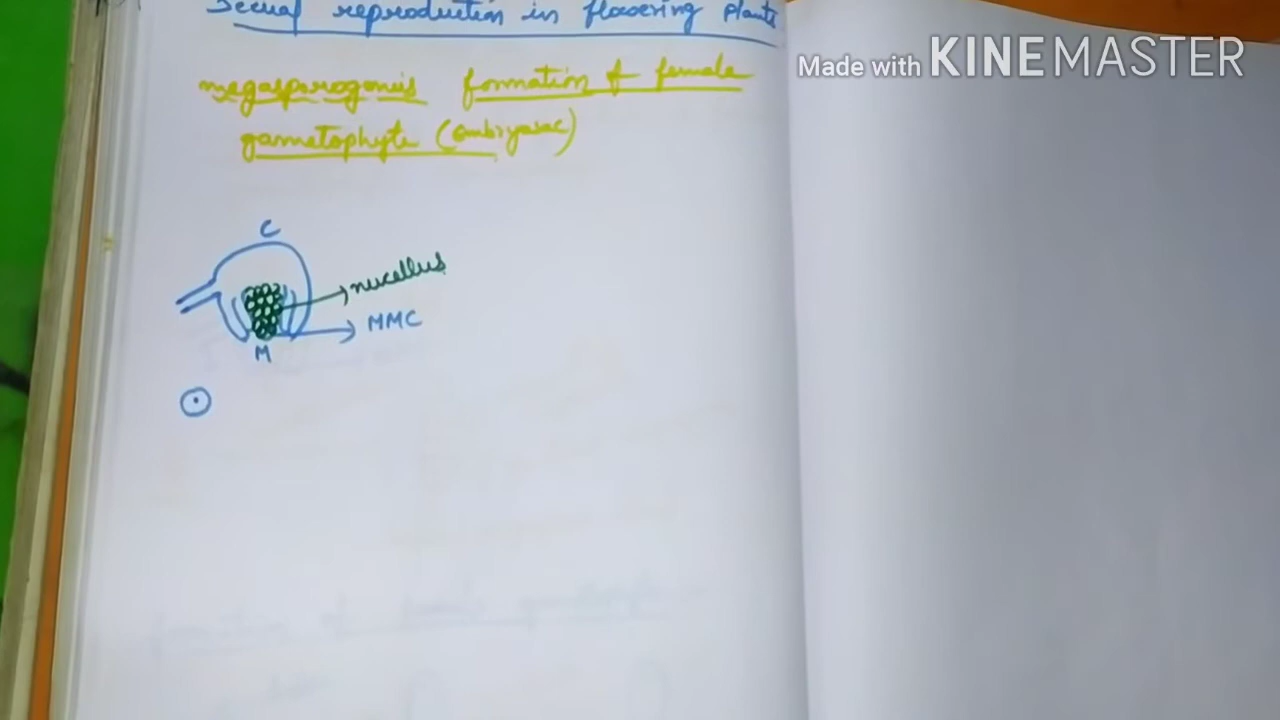 Sexual reproduction in flowering plants
Made with KINEMASTER
megasporogenesis formation of female
gametophyte (embryosac)
C
nucellus
MMC
M